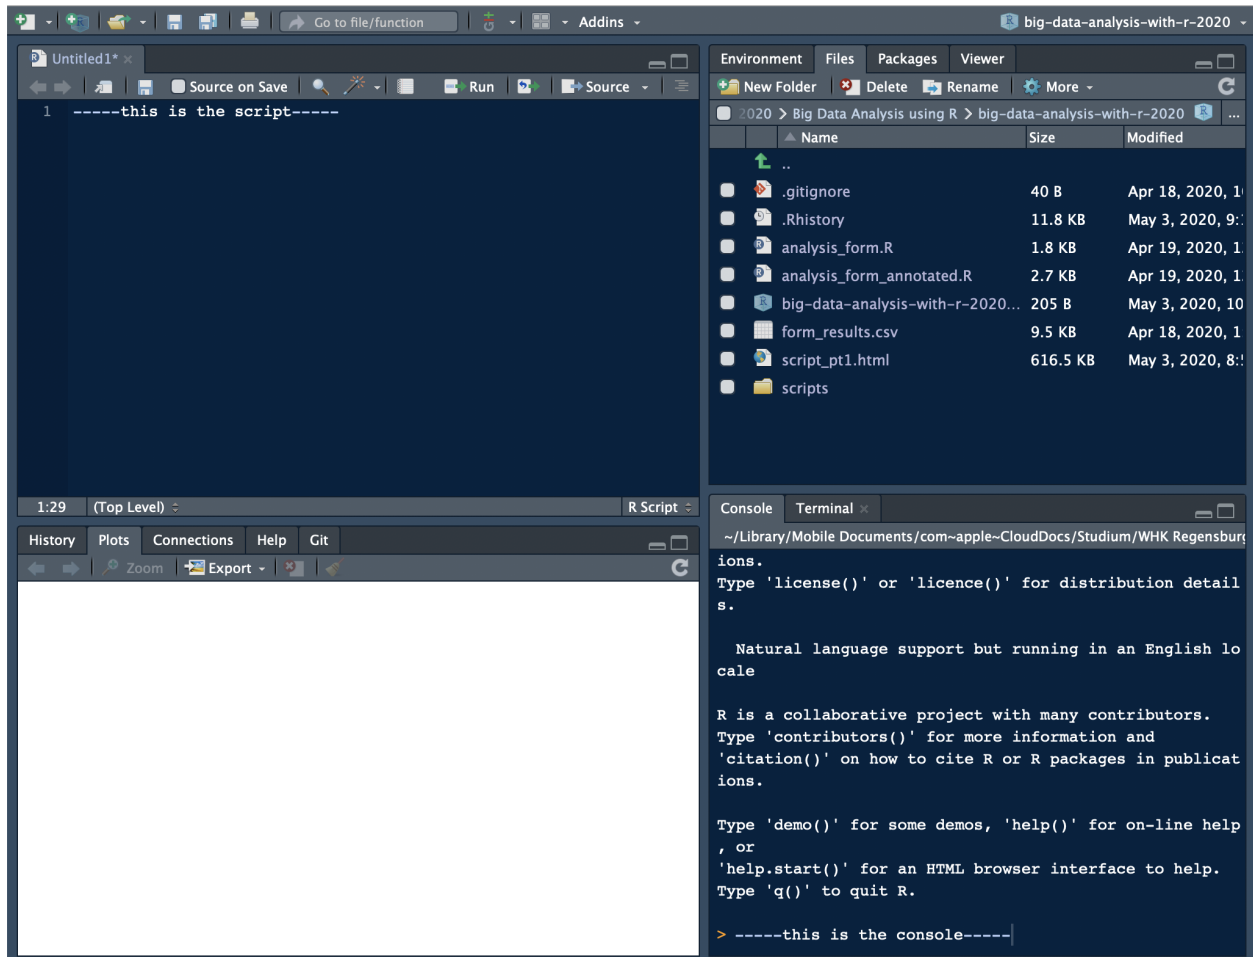 Go to file/function
Addins
big-data-analysis-with-r-2020
Untitled1*
Source on Save
Run
Source
1 -----this is the script-----
1:29 (Top Level)
R Script
History Plots Connections Help Git
Zoom Export
Environment Files Packages Viewer
New Folder Delete Rename More
2020 Big Data Analysis using R big-data-analysis-with-r-2020 ...
Name Size Modified
..
.gitignore 40 B Apr 18, 2020, 1
.Rhistory 11.8 KB May 3, 2020, 9:
analysis_form.R 1.8 KB Apr 19, 2020, 1
analysis_form_annotated.R 2.7 KB Apr 19, 2020, 1
big-data-analysis-with-r-2020... 205 B May 3, 2020, 10
form_results.csv 9.5 KB Apr 18, 2020, 1
script_pt1.html 616.5 KB May 3, 2020, 8:
scripts
Console Terminal
~/Library/Mobile Documents/com~apple~CloudDocs/Studium/WHK Regensburg
ions.
Type 'license()' or 'licence()' for distribution detail
s.
Natural language support but running in an English lo
cale
R is a collaborative project with many contributors.
Type 'contributors()' for more information and
'citation()' on how to cite R or R packages in publicat
ions.
Type 'demo()' for some demos, 'help()' for on-line help
, or
'help.start()' for an HTML browser interface to help.
Type 'q()' to quit R.
> -----this is the console-----